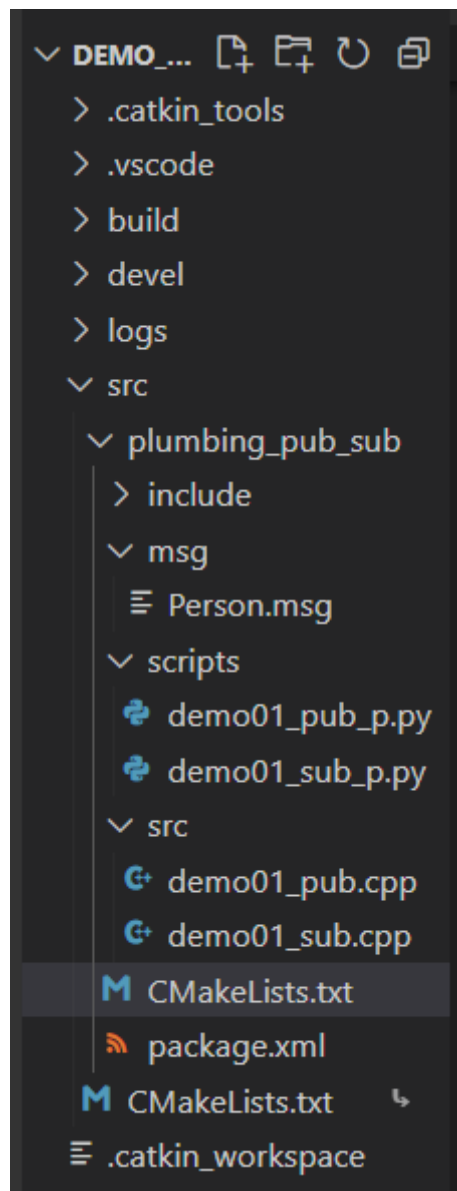 DEMO_...
.catkin_tools
.vscode
build
devel
logs
src
plumbing_pub_sub
include
msg
Person.msg
scripts
demo01_pub_p.py
demo01_sub_p.py
src
demo01_pub.cpp
demo01_sub.cpp
CMakeLists.txt
package.xml
CMakeLists.txt
.catkin_workspace